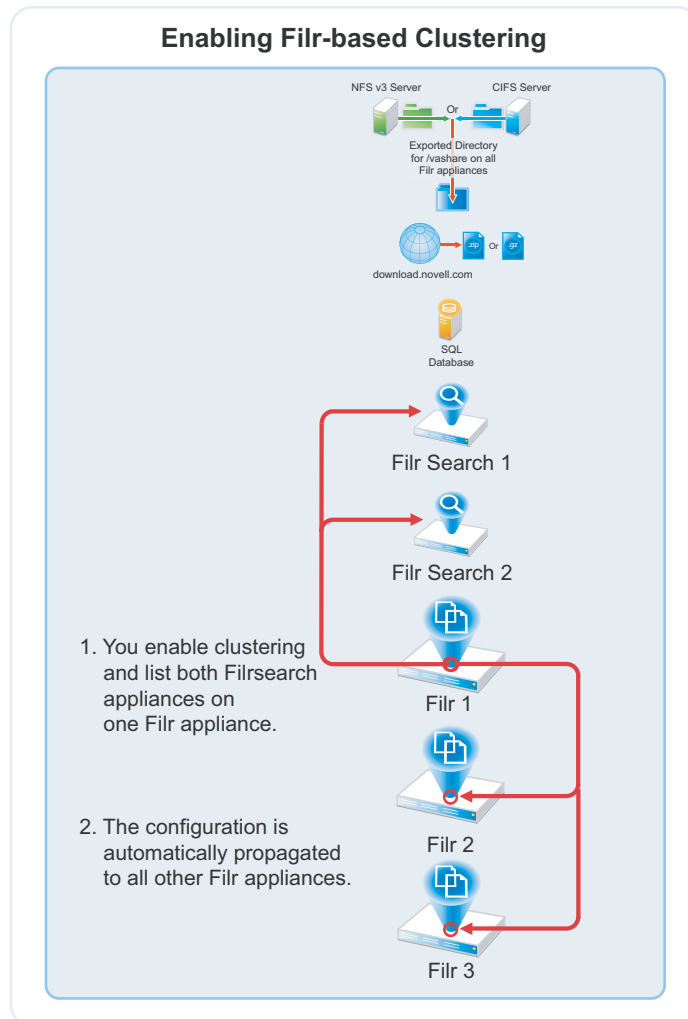 Enabling Filr-based Clustering
NFS v3 Server
CIFS Server
Or
Exported Directory
for /vashare on all
Filr appliances
.zip
Or
.gz
download.novell.com
SQL
Database
Filr Search 1
Filr Search 2
1. You enable clustering
and list both Filrsearch
appliances on
one Filr appliance.
Filr 1
Filr 2
2. The configuration is
automatically propagated
to all other Filr appliances.
Filr 3